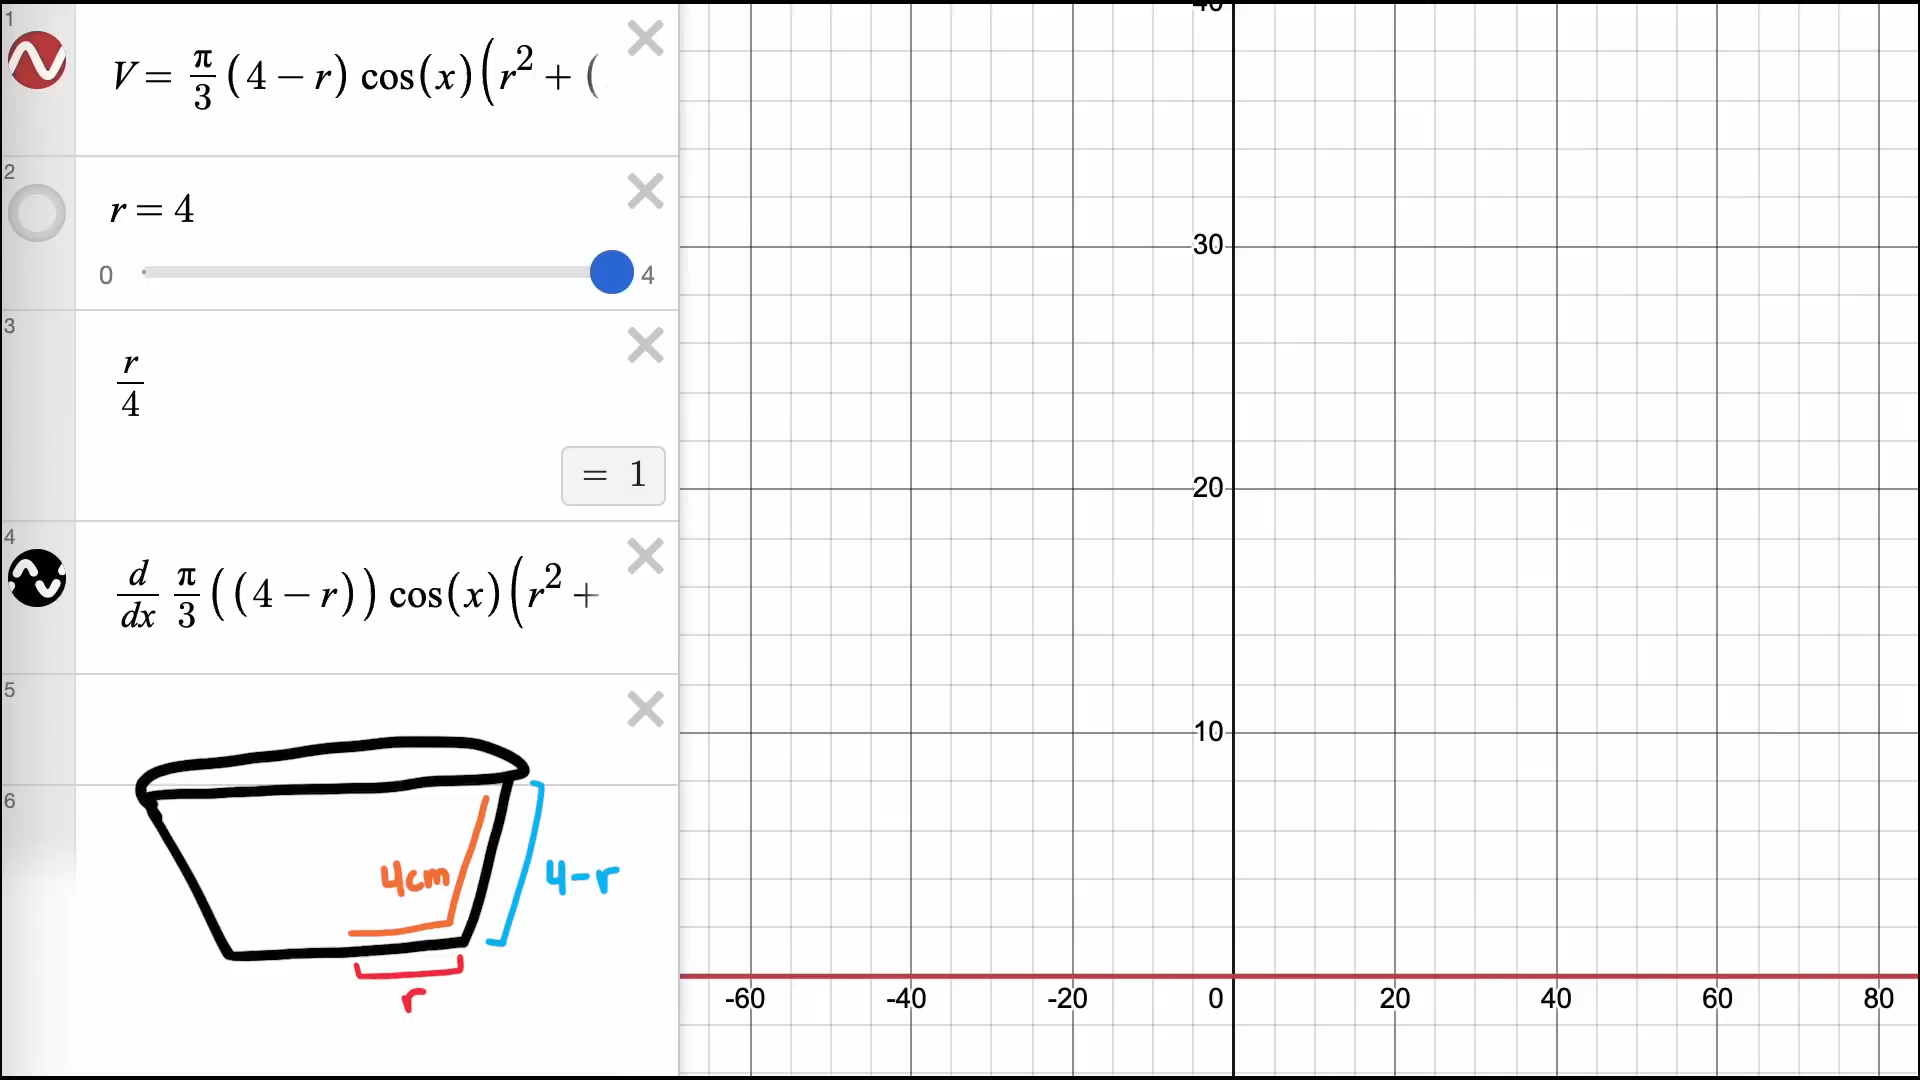 1
V = π/3 (4 − r) cos(x)(r² + (
2
r = 4
0 4
3
r/4
= 1
4
d/dx π/3 ((4 − r)) cos(x)(r² +
5
6
4cm
4-r
r
40
30
20
10
-60 -40 -20 0 20 40 60 80